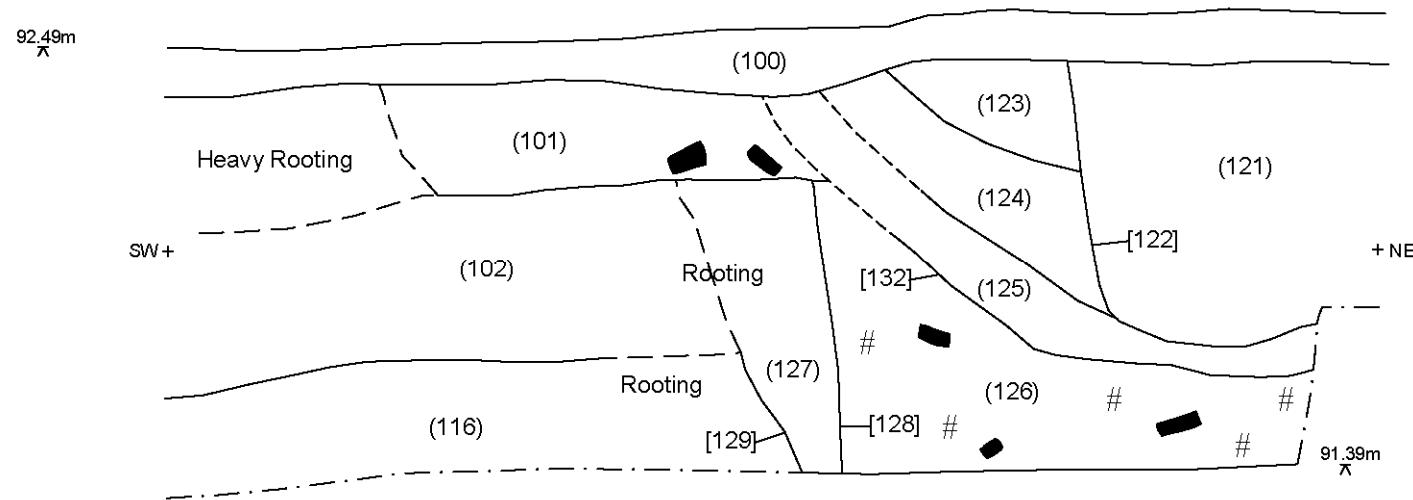 92.49m
(100)
(123)
(101)
Heavy Rooting
(121)
(124)
[122]
SW +
+ NE
(102)
Rooting
[132]
(125)
#
(127)
Rooting
(126)
# #
(116)
[129]
[128]
#
#
91.39m